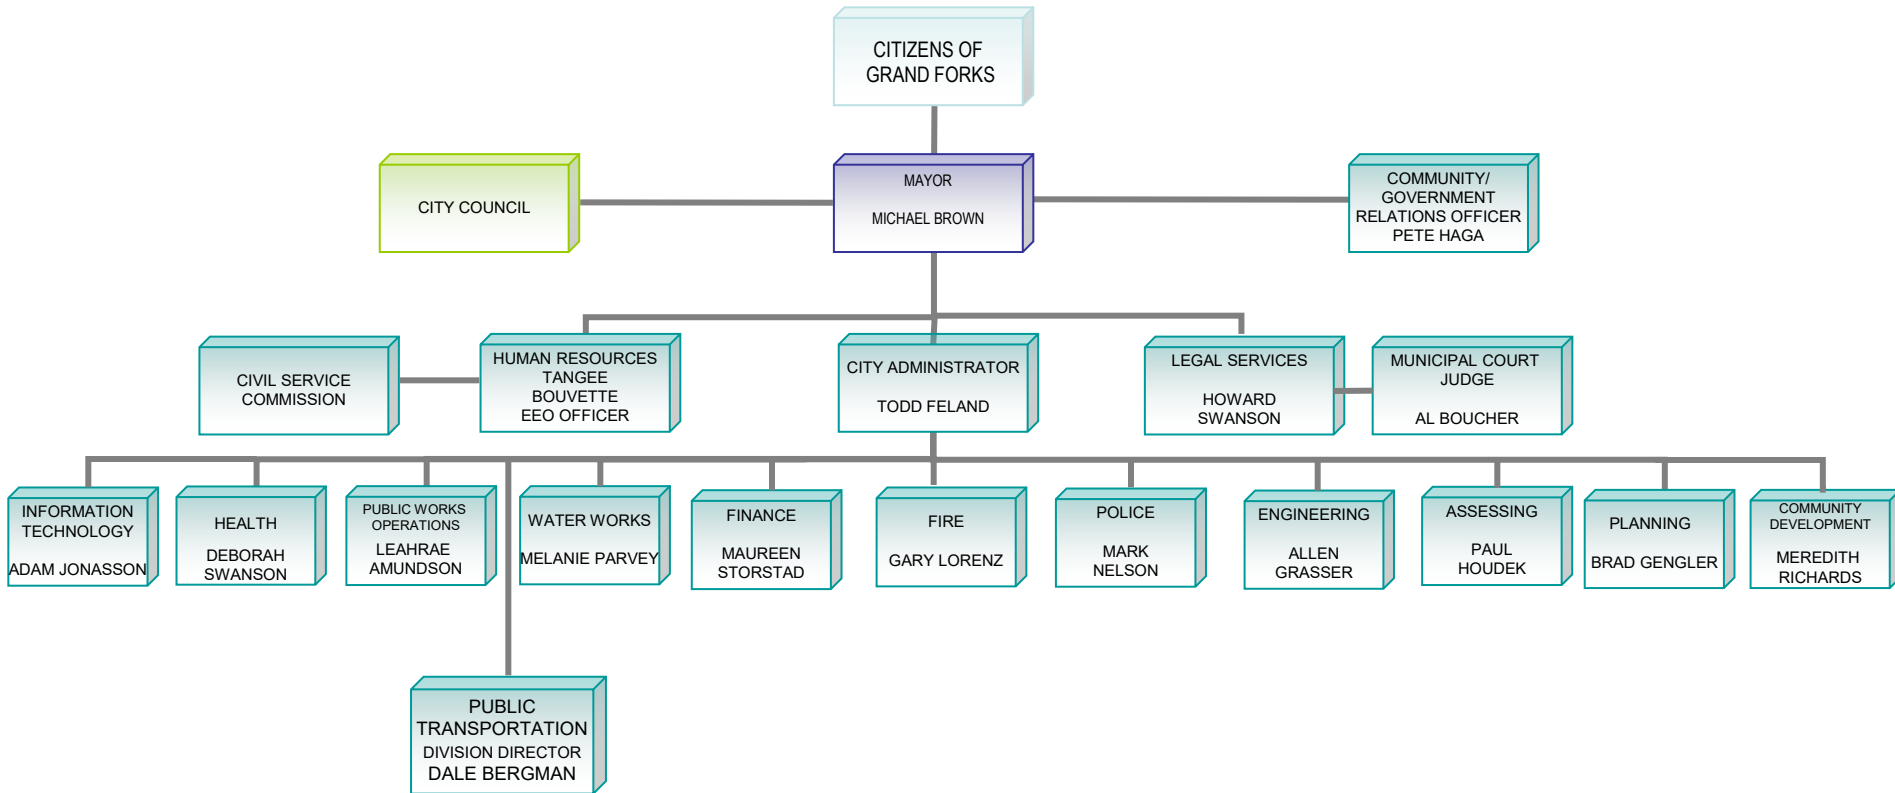 CITIZENS OF
GRAND FORKS
CITY COUNCIL
MAYOR
MICHAEL BROWN
COMMUNITY/
GOVERNMENT
RELATIONS OFFICER
PETE HAGA
CIVIL SERVICE
COMMISSION
HUMAN RESOURCES
TANGEE
BOUVETTE
EEO OFFICER
CITY ADMINISTRATOR
TODD FELAND
LEGAL SERVICES
HOWARD
SWANSON
MUNICIPAL COURT
JUDGE
AL BOUCHER
INFORMATION
TECHNOLOGY
ADAM JONASSON
HEALTH
DEBORAH
SWANSON
PUBLIC WORKS
OPERATIONS
LEAHRAE
AMUNDSON
WATER WORKS
MELANIE PARVEY
FINANCE
MAUREEN
STORSTAD
FIRE
GARY LORENZ
POLICE
MARK
NELSON
ENGINEERING
ALLEN
GRASSER
ASSESSING
PAUL
HOUDEK
PLANNING
BRAD GENGLER
COMMUNITY
DEVELOPMENT
MEREDITH
RICHARDS
PUBLIC
TRANSPORTATION
DIVISION DIRECTOR
DALE BERGMAN